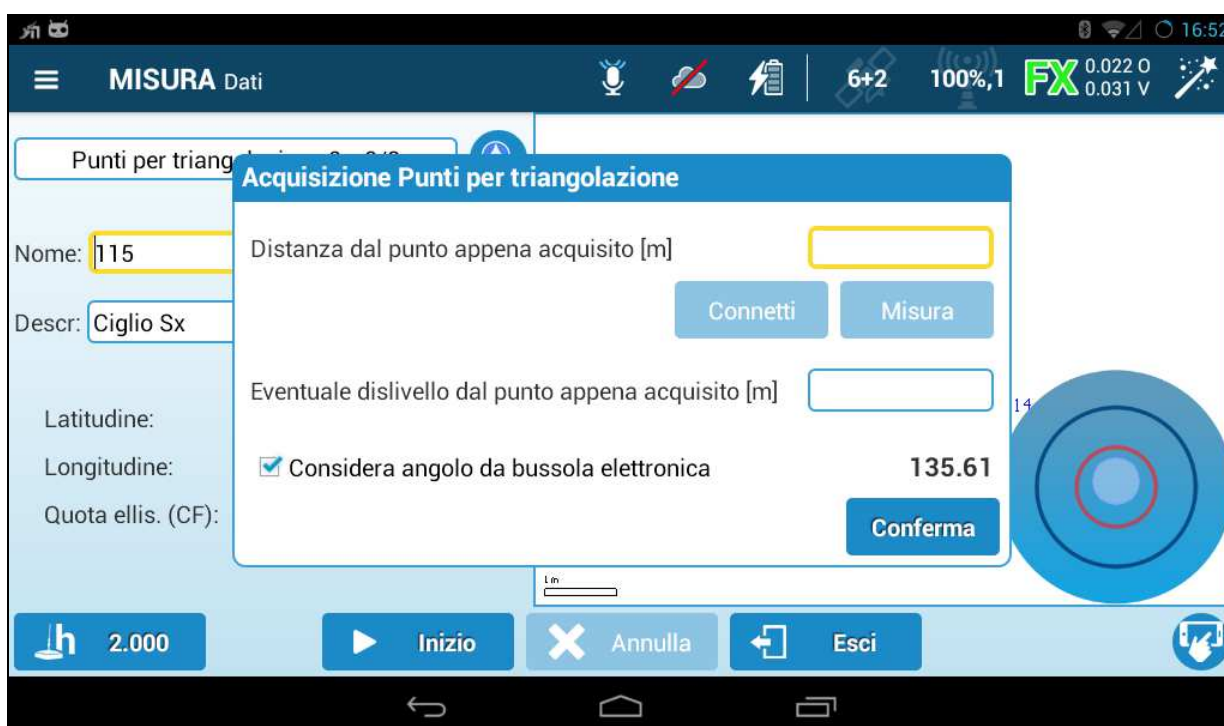 16:52
MISURA Dati
6+2
100%,1
FX
0.022 O
0.031 V
Punti per triang
Acquisizione Punti per triangolazione
Distanza dal punto appena acquisito [m]
Nome: 115
Connetti
Misura
Descr: Ciglio Sx
Eventuale dislivello dal punto appena acquisito [m]
14
Latitudine:
Longitudine:
Considera angolo da bussola elettronica
135.61
Quota ellis. (CF):
Conferma
1m
h 2.000
Inizio
Annulla
Esci